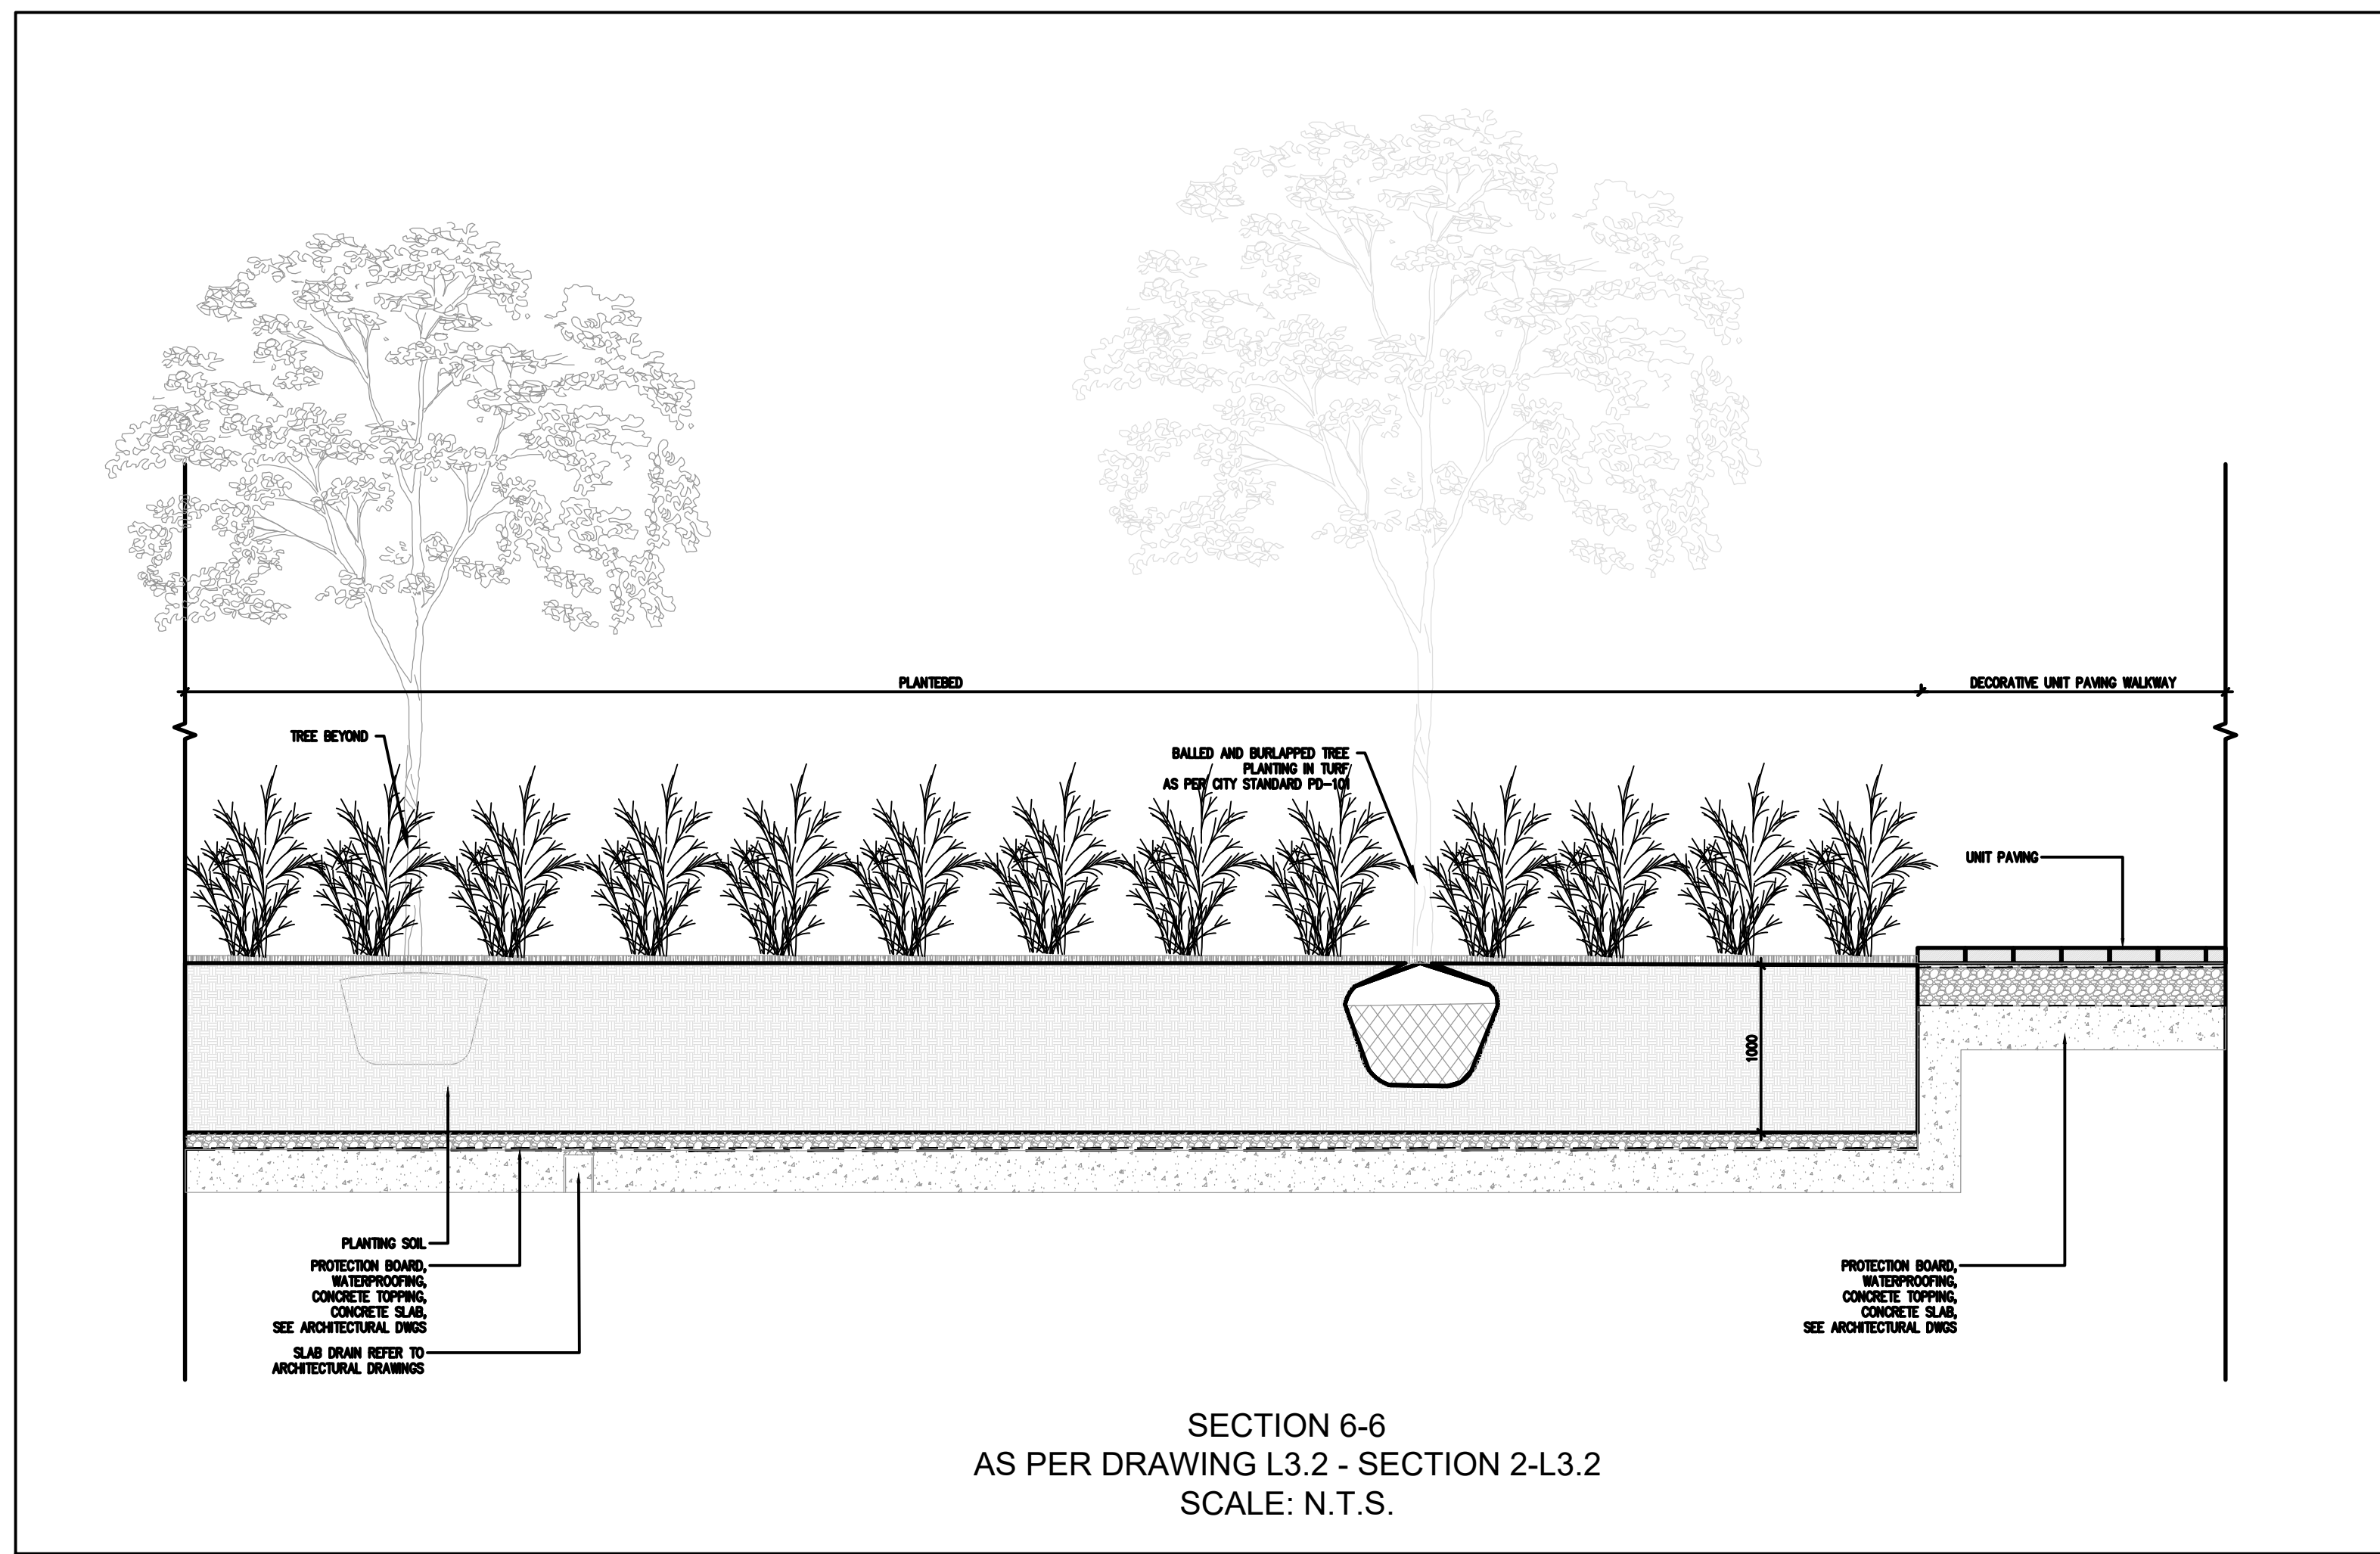 PLANTEBED
DECORATIVE UNIT PAVING WALKWAY
TREE BEYOND
BALLED AND BURLAPPED TREE
PLANTING IN TURF
AS PER CITY STANDARD PD-101
UNIT PAVING
1000
PLANTING SOIL
PROTECTION BOARD,
WATERPROOFING,
CONCRETE TOPPING,
CONCRETE SLAB,
SEE ARCHITECTURAL DWGS
SLAB DRAIN REFER TO
ARCHITECTURAL DRAWINGS
PROTECTION BOARD,
WATERPROOFING,
CONCRETE TOPPING,
CONCRETE SLAB,
SEE ARCHITECTURAL DWGS
SECTION 6-6
AS PER DRAWING L3.2 - SECTION 2-L3.2
SCALE: N.T.S.